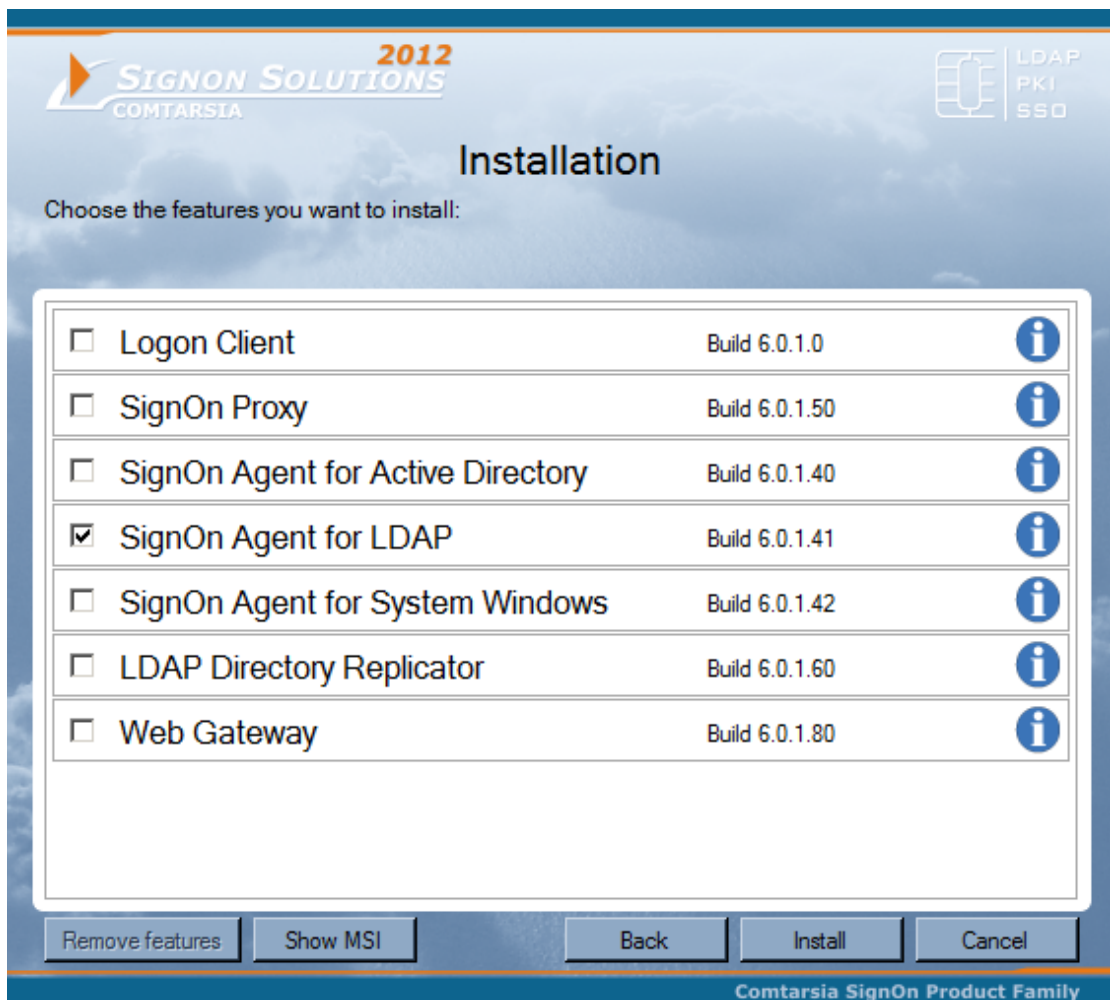 2012
SIGNON SOLUTIONS
COMTARSIA
LDAP
PKI
SSO
Installation
Choose the features you want to install:
Logon Client Build 6.0.1.0
SignOn Proxy Build 6.0.1.50
SignOn Agent for Active Directory Build 6.0.1.40
SignOn Agent for LDAP Build 6.0.1.41
SignOn Agent for System Windows Build 6.0.1.42
LDAP Directory Replicator Build 6.0.1.60
Web Gateway Build 6.0.1.80
Remove features Show MSI Back Install Cancel
Comtarsia SignOn Product Family